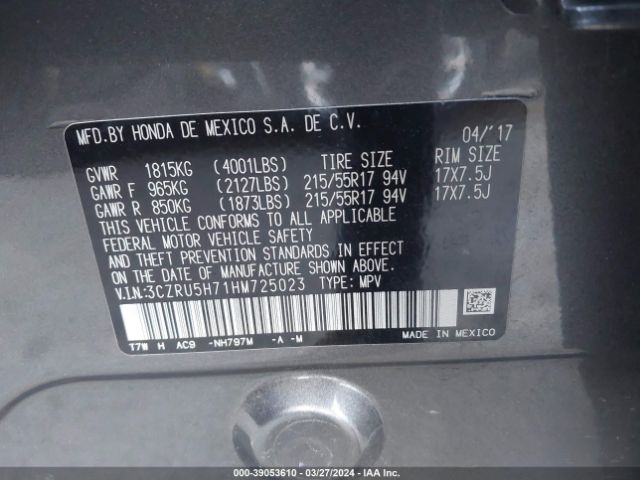 MFD.BY HONDA DE MEXICO S.A. DE C.V. 04/'17
GVWR 1815KG (4001LBS) TIRE SIZE RIM SIZE
GAWR F 965KG (2127LBS) 215/55R17 94V 17X7.5J
GAWR R 850KG (1873LBS) 215/55R17 94V 17X7.5J
THIS VEHICLE CONFORMS TO ALL APPLICABLE
FEDERAL MOTOR VEHICLE SAFETY
AND THEFT PREVENTION STANDARDS IN EFFECT
ON THE DATE OF MANUFACTURE SHOWN ABOVE.
V.I.N:3CZRU5H71HM725023 TYPE: MPV
T7W H AC9 -NH797M -A -M MADE IN MEXICO
000-39053610 - 03/27/2024 - IAA Inc.